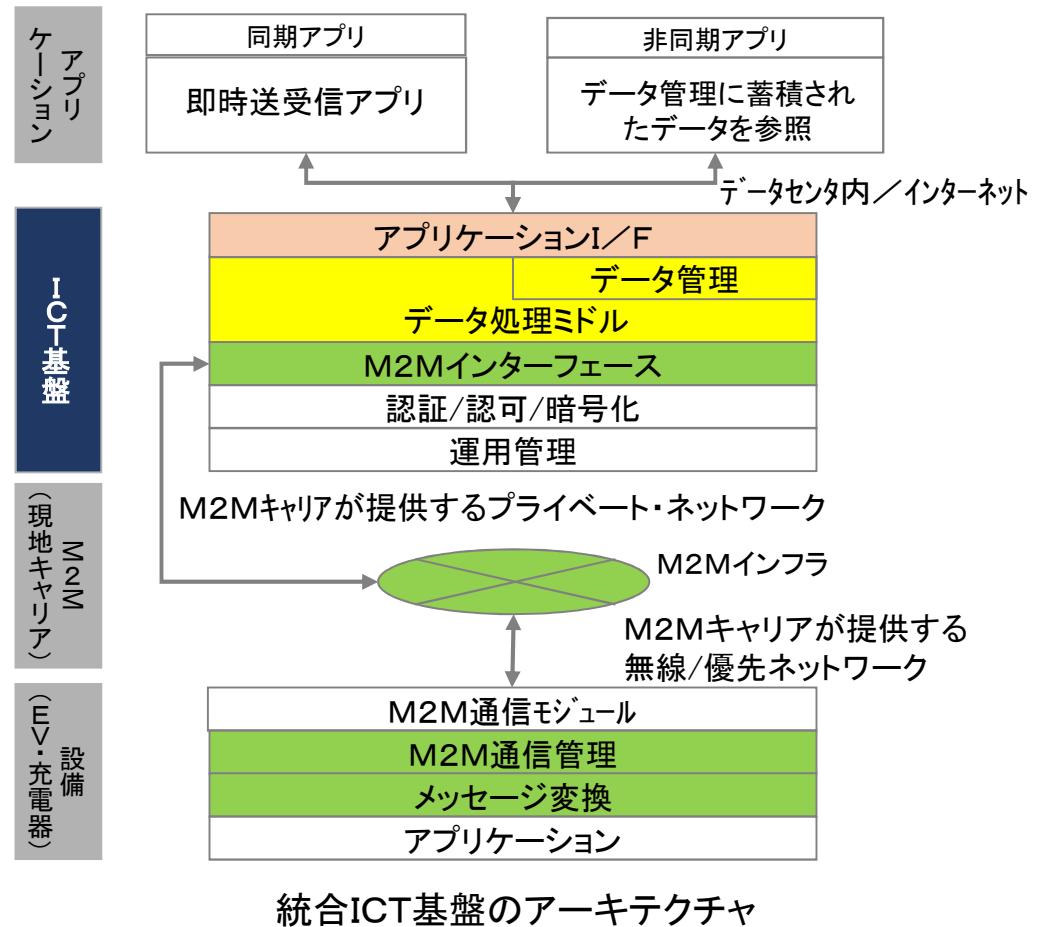 アプリ
ケーション
同期アプリ
即時送受信アプリ
非同期アプリ
データ管理に蓄積され
たデータを参照
データセンタ内／インターネット
ICT基盤
アプリケーションI／F
データ管理
データ処理ミドル
M2Mインターフェース
認証/認可/暗号化
運用管理
M2M
（現地キャリア）
M2Mキャリアが提供するプライベート・ネットワーク
M2Mインフラ
M2Mキャリアが提供する
無線/優先ネットワーク
設備
（EV・充電器）
M2M通信モジュール
M2M通信管理
メッセージ変換
アプリケーション
統合ICT基盤のアーキテクチャ